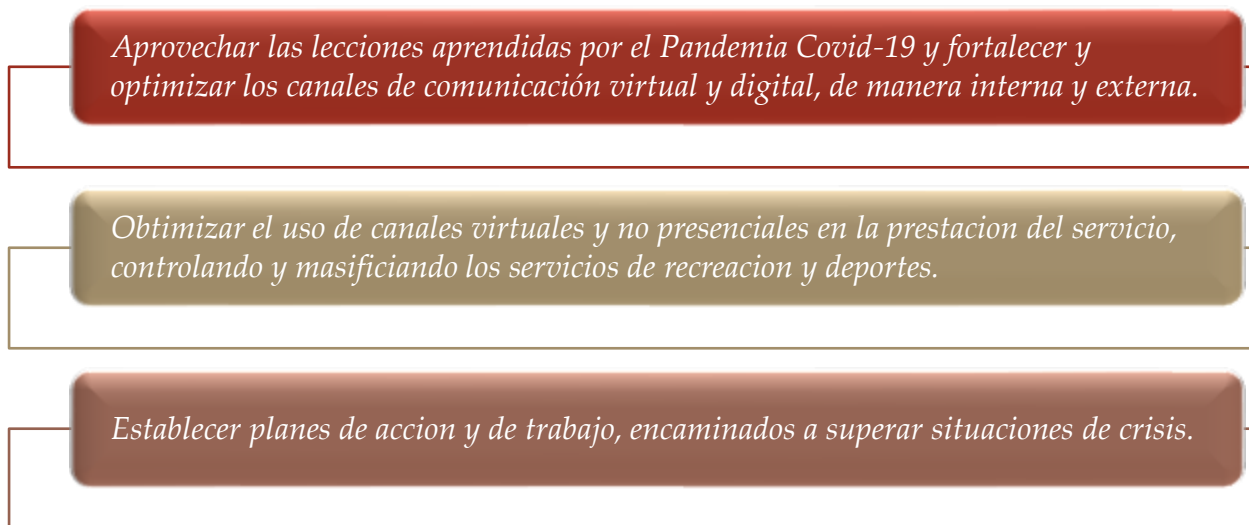 Aprovechar las lecciones aprendidas por el Pandemia Covid-19 y fortalecer y
optimizar los canales de comunicación virtual y digital, de manera interna y externa.
Obtimizar el uso de canales virtuales y no presenciales en la prestacion del servicio,
controlando y masificiando los servicios de recreacion y deportes.
Establecer planes de accion y de trabajo, encaminados a superar situaciones de crisis.